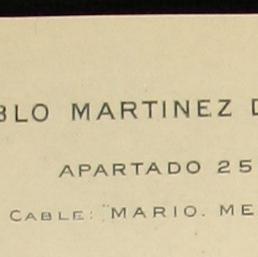 BLO MARTINEZ D
APARTADO 25
CABLE: "MARIO. ME